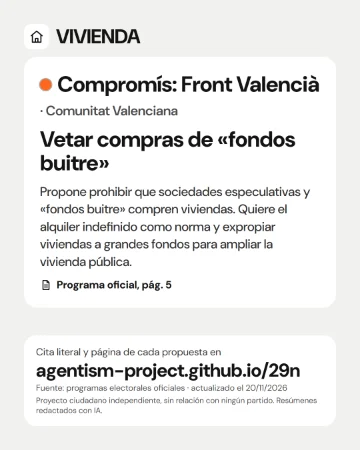 VIVIENDA
Compromís: Front Valencià
· Comunitat Valenciana
Vetar compras de «fondos
buitre»
Propone prohibir que sociedades especulativas y
«fondos buitre» compren viviendas. Quiere el
alquiler indefinido como norma y expropiar
viviendas a grandes fondos para ampliar la
vivienda pública.
Programa oficial, pág. 5
Cita literal y página de cada propuesta en
agentism-project.github.io/29n
Fuente: programas electorales oficiales · actualizado el 20/11/2026
Proyecto ciudadano independiente, sin relación con ningún partido. Resúmenes
redactados con IA.